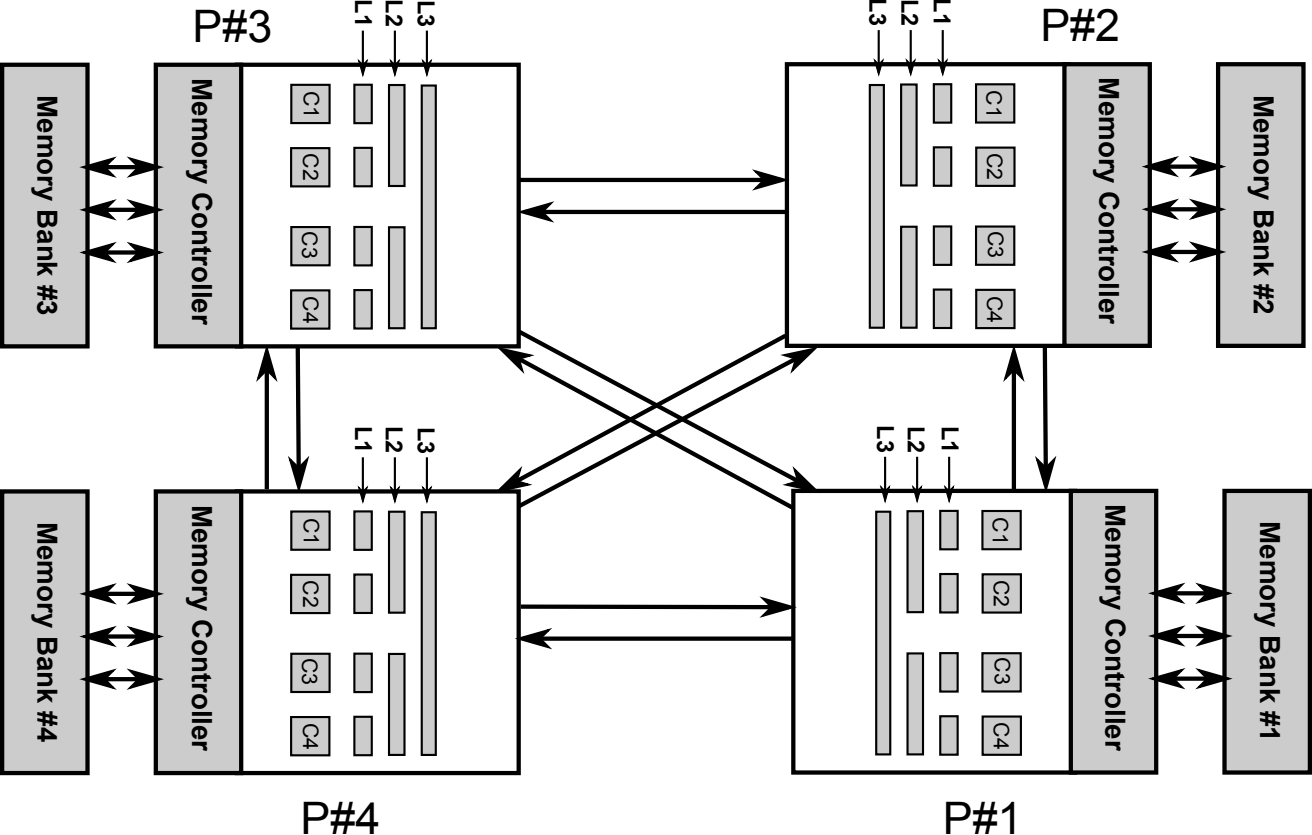 P#3
L1
L2
L3
Memory Bank #3
Memory Controller
C1
C2
C3
C4
P#2
L3
L2
L1
C1
C2
C3
C4
Memory Controller
Memory Bank #2
L1
L2
L3
Memory Bank #4
Memory Controller
C1
C2
C3
C4
P#4
L3
L2
L1
C1
C2
C3
C4
Memory Controller
Memory Bank #1
P#1